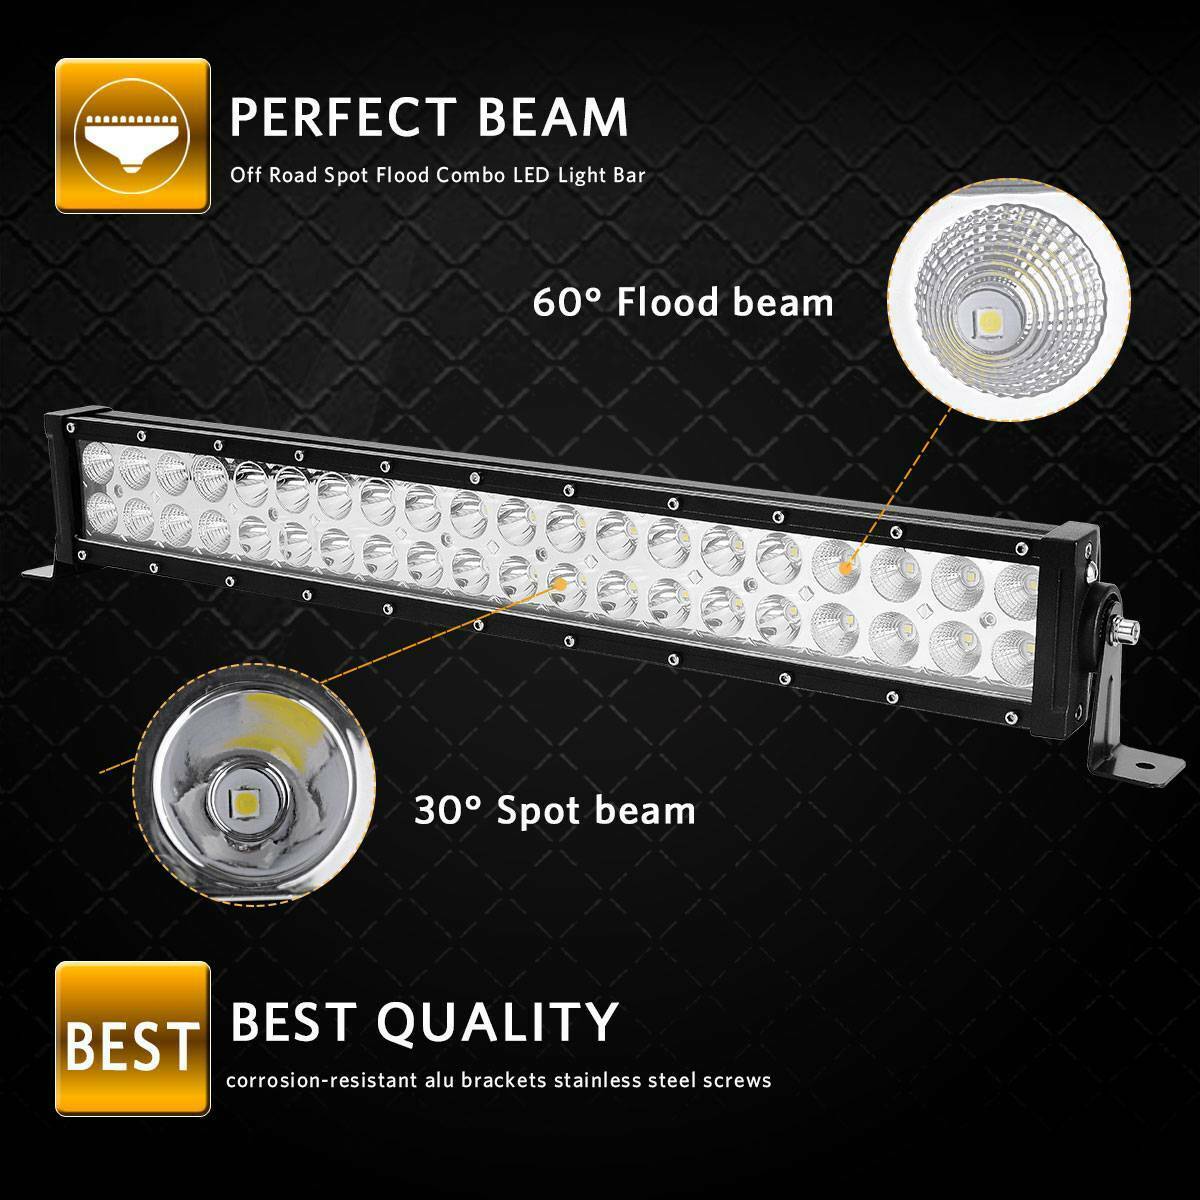 PERFECT BEAM
Off Road Spot Flood Combo LED Light Bar
60° Flood beam
30° Spot beam
BEST
BEST QUALITY
corrosion-resistant alu brackets stainless steel screws